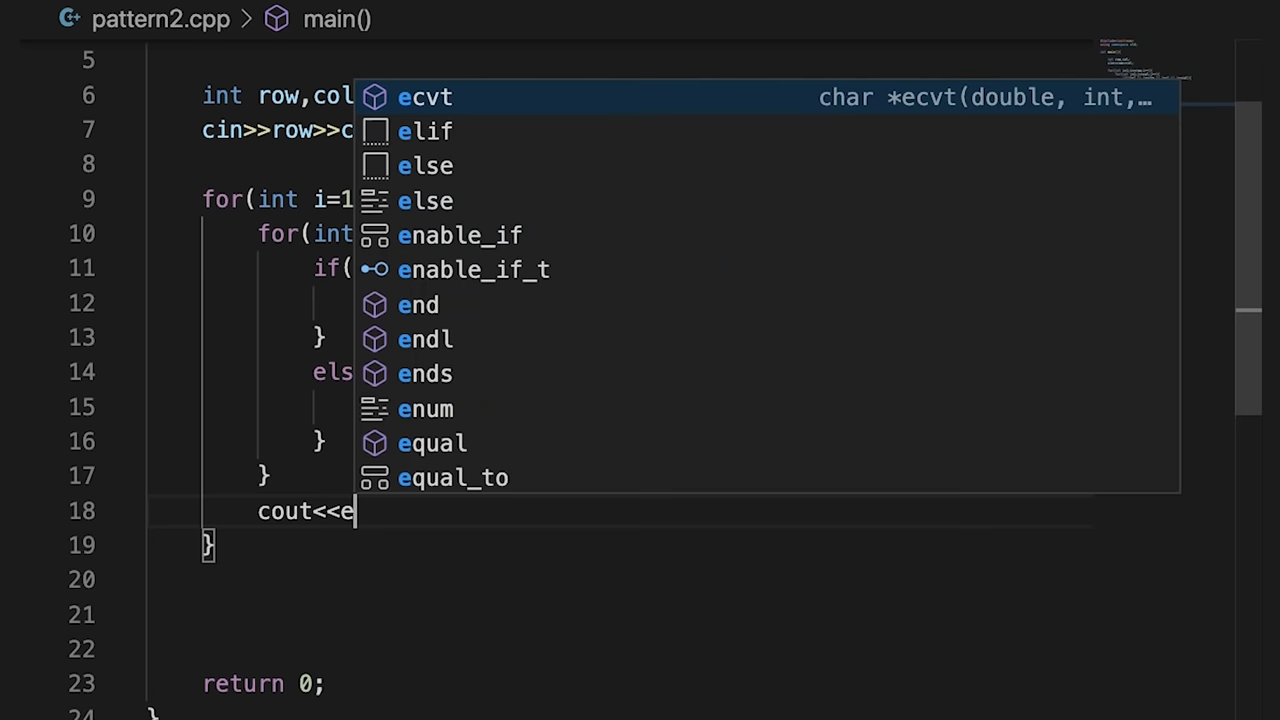 pattern2.cpp > main()
5
6 int row,col
7 cin>>row>>c
8
9 for(int i=1
10 for(int
11 if(
12
13 }
14 els
15
16 }
17 }
18 cout<<e
19 }
20
21
22
23 return 0;
24 }
ecvt char *ecvt(double, int,…
elif
else
else
enable_if
enable_if_t
end
endl
ends
enum
equal
equal_to